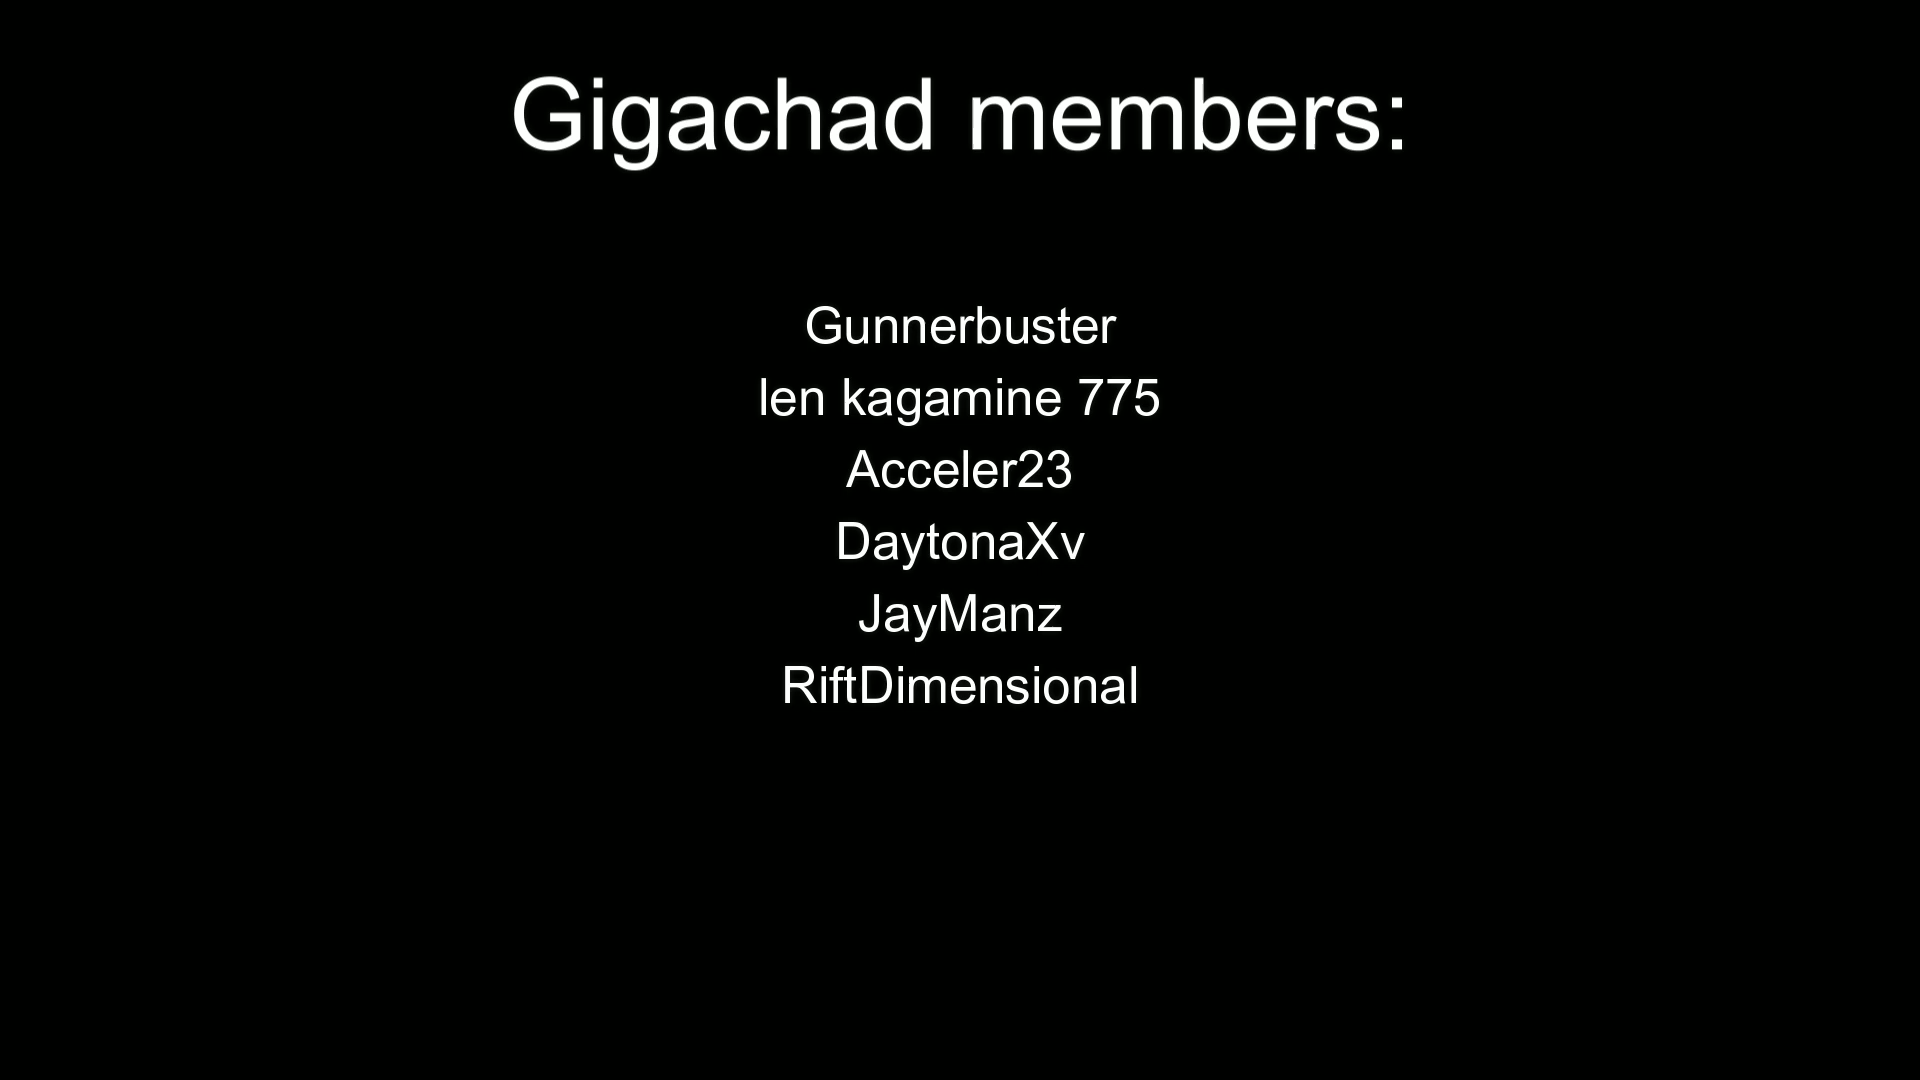 Gigachad members:
Gunnerbuster
len kagamine 775
Acceler23
DaytonaXv
JayManz
RiftDimensional